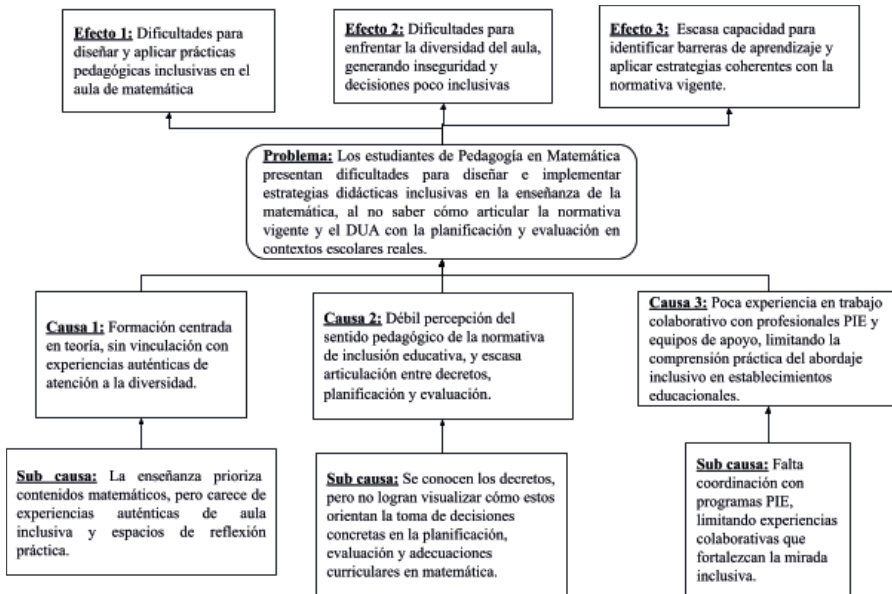 Efecto 1: Dificultades para
diseñar y aplicar prácticas
pedagógicas inclusivas en el
aula de matemática
Efecto 2: Dificultades para
enfrentar la diversidad del aula,
generando inseguridad y
decisiones poco inclusivas
Efecto 3: Escasa capacidad para
identificar barreras de aprendizaje y
aplicar estrategias coherentes con la
normativa vigente.
Problema: Los estudiantes de Pedagogía en Matemática
presentan dificultades para diseñar e implementar
estrategias didácticas inclusivas en la enseñanza de la
matemática, al no saber cómo articular la normativa
vigente y el DUA con la planificación y evaluación en
contextos escolares reales.
Causa 1: Formación centrada
en teoría, sin vinculación con
experiencias auténticas de
atención a la diversidad.
Causa 2: Débil percepción del
sentido pedagógico de la normativa
de inclusión educativa, y escasa
articulación entre decretos,
planificación y evaluación.
Causa 3: Poca experiencia en trabajo
colaborativo con profesionales PIE y
equipos de apoyo, limitando la
comprensión práctica del abordaje
inclusivo en establecimientos
educacionales.
Sub causa: La enseñanza prioriza
contenidos matemáticos, pero carece de
experiencias auténticas de aula
inclusiva y espacios de reflexión
práctica.
Sub causa: Se conocen los decretos,
pero no logran visualizar cómo estos
orientan la toma de decisiones
concretas en la planificación,
evaluación y adecuaciones
curriculares en matemática.
Sub causa: Falta
coordinación con
programas PIE,
limitando experiencias
colaborativas que
fortalezcan la mirada
inclusiva.